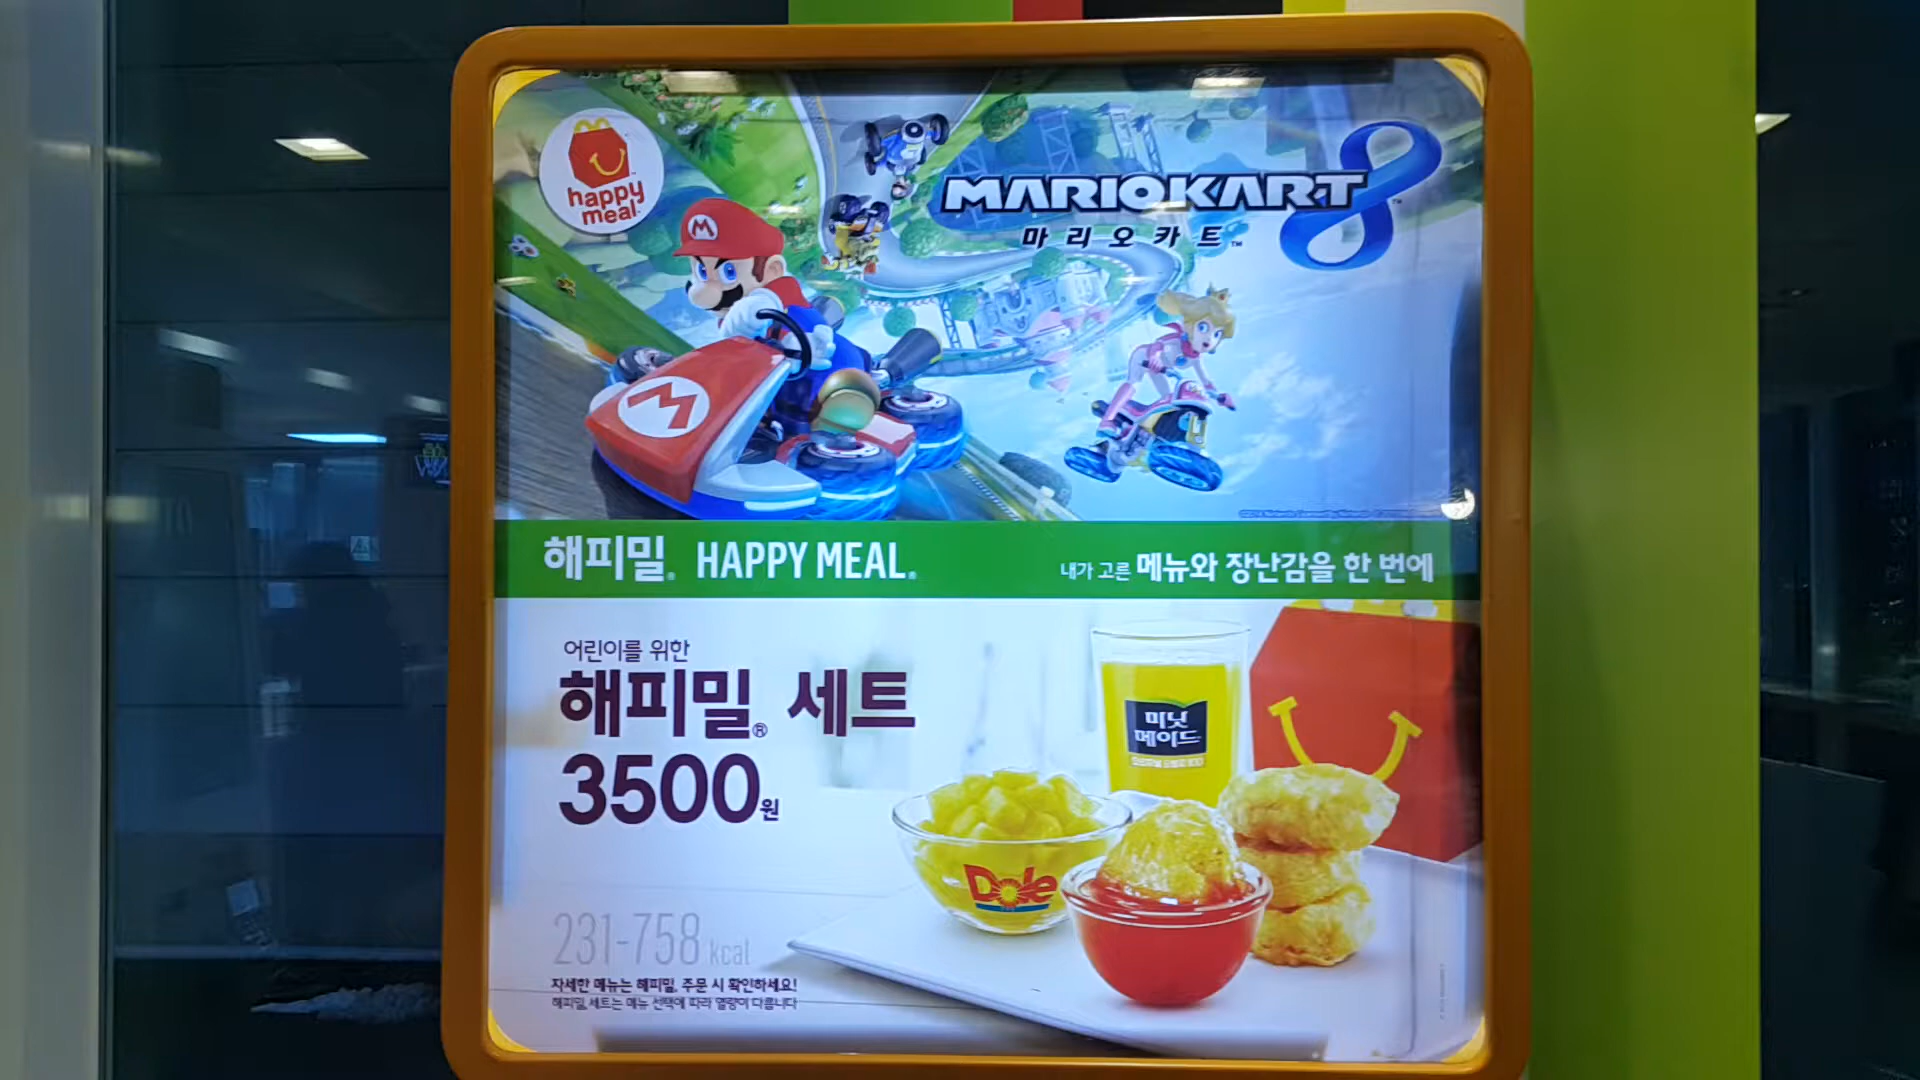 happy
meal
MARIOKART 8™
마리오카트™
M
M
해피밀® HAPPY MEAL®
내가 고른 메뉴와 장난감을 한 번에
어린이를 위한
해피밀® 세트
3500원
미닛
메이드
Dole
231-758 kcal
자세한 메뉴는 해피밀® 주문 시 확인하세요!
해피밀® 세트는 메뉴 선택에 따라 열량이 다릅니다